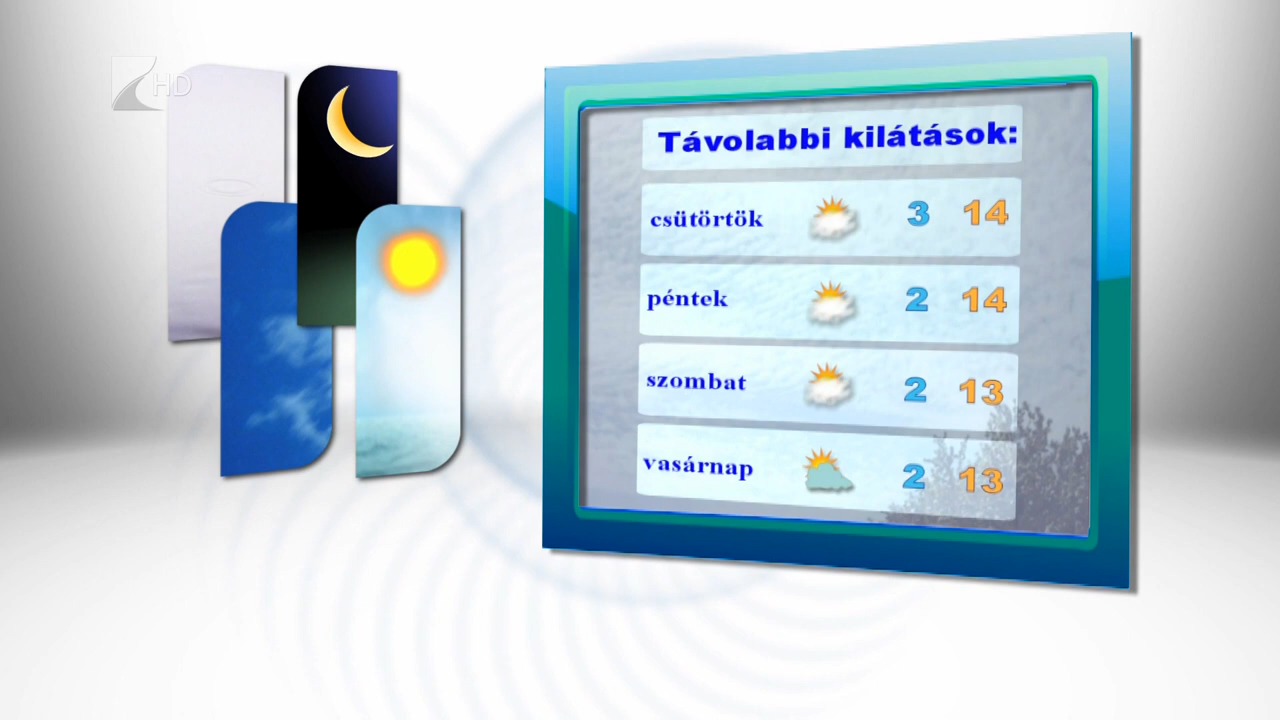 HD
Távolabbi kilátások:
csütörtök 3 14
péntek 2 14
szombat 2 13
vasárnap 2 13